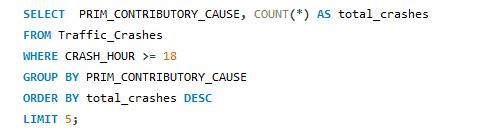 SELECT  PRIM_CONTRIBUTORY_CAUSE, COUNT(*) AS total_crashes
FROM Traffic_Crashes
WHERE CRASH_HOUR >= 18
GROUP BY PRIM_CONTRIBUTORY_CAUSE
ORDER BY total_crashes DESC
LIMIT 5;